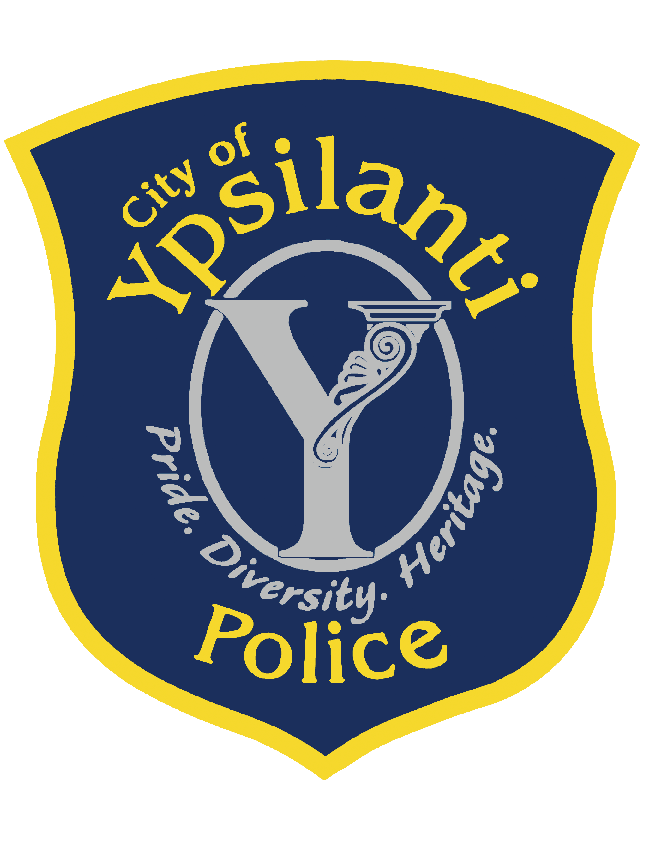 City of
Ypsilanti
Y
Pride. Diversity. Heritage.
Police